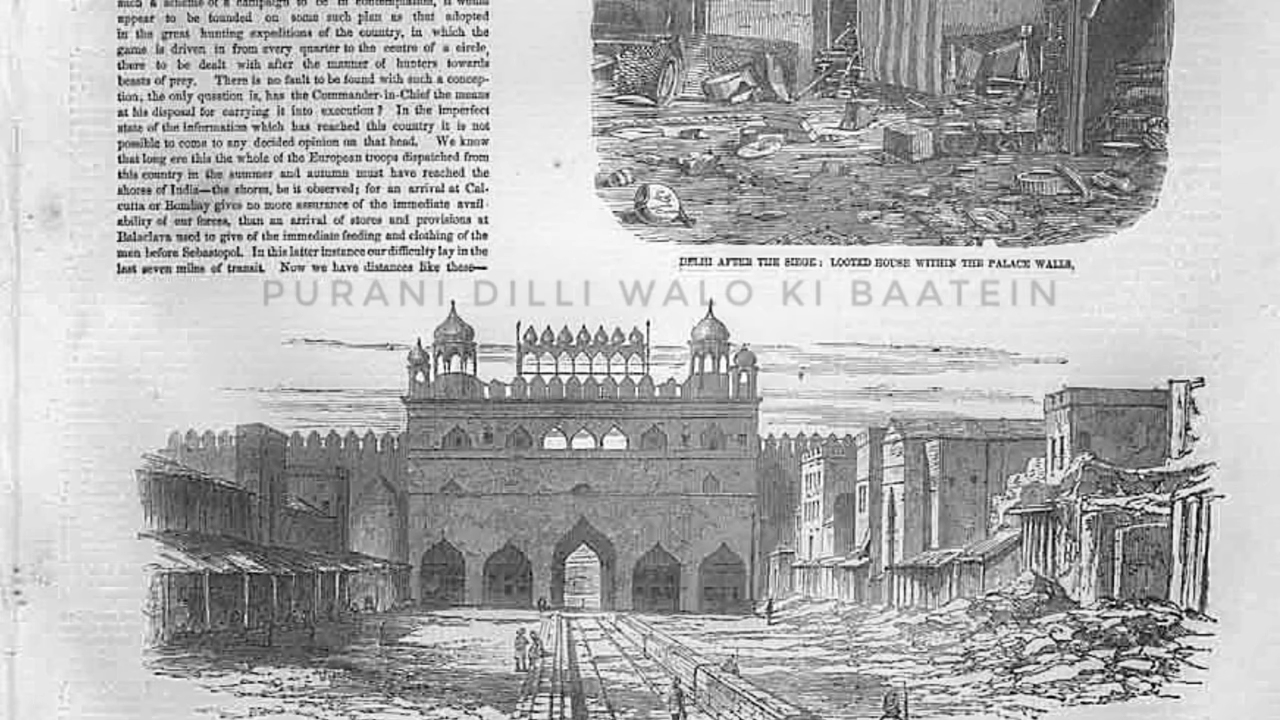 such a scheme of a campaign to be in contemplation, it would
appear to be founded on some such plan as that adopted
in the great hunting expeditions of the country, in which the
game is driven in from every quarter to the centre of a circle,
there to be dealt with after the manner of hunters towards
beasts of prey. There is no fault to be found with such a concep-
tion, the only question is, has the Commander-in-Chief the means
at his disposal for carrying it into execution? In the imperfect
state of the information which has reached this country it is not
possible to come to any decided opinion on that head. We know
that long ere this the whole of the European troops dispatched from
this country in the summer and autumn must have reached the
shores of India—the shores, be it observed; for an arrival at Cal-
cutta or Bombay gives no more assurance of the immediate avail-
ability of our forces, than an arrival of stores and provisions at
Balaclava used to give of the immediate feeding and clothing of the
men before Sebastopol. In this latter instance our difficulty lay in the
last seven miles of transit. Now we have distances like these—
DELHI AFTER THE SIEGE: LOOTED HOUSE WITHIN THE PALACE WALLS.
PURANI DILLI WALO KI BAATEIN